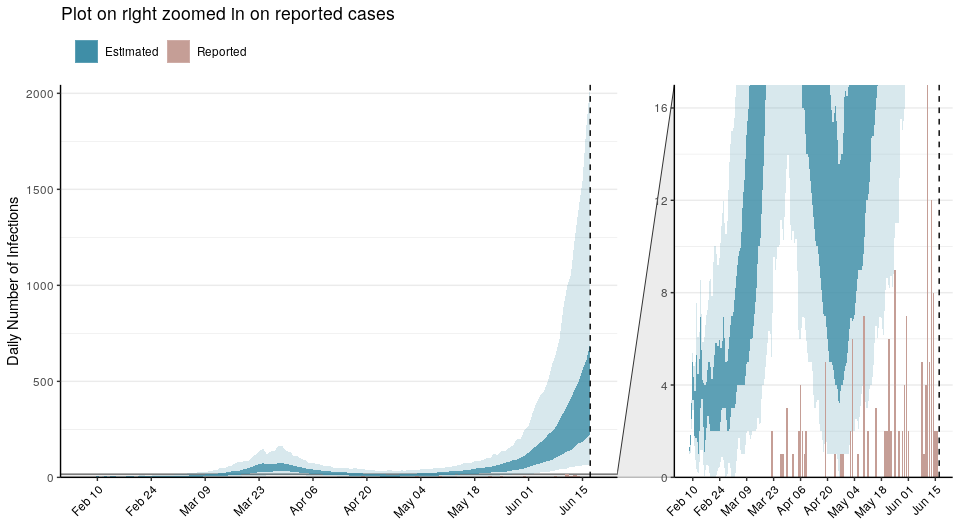 Plot on right zoomed in on reported cases
Estimated Reported
Daily Number of Infections
2000
1500
1000
500
0
Feb 10 Feb 24 Mar 09 Mar 23 Apr 06 Apr 20 May 04 May 18 Jun 01 Jun 15
16
12
8
4
0
Feb 10 Feb 24 Mar 09 Mar 23 Apr 06 Apr 20 May 04 May 18 Jun 01 Jun 15